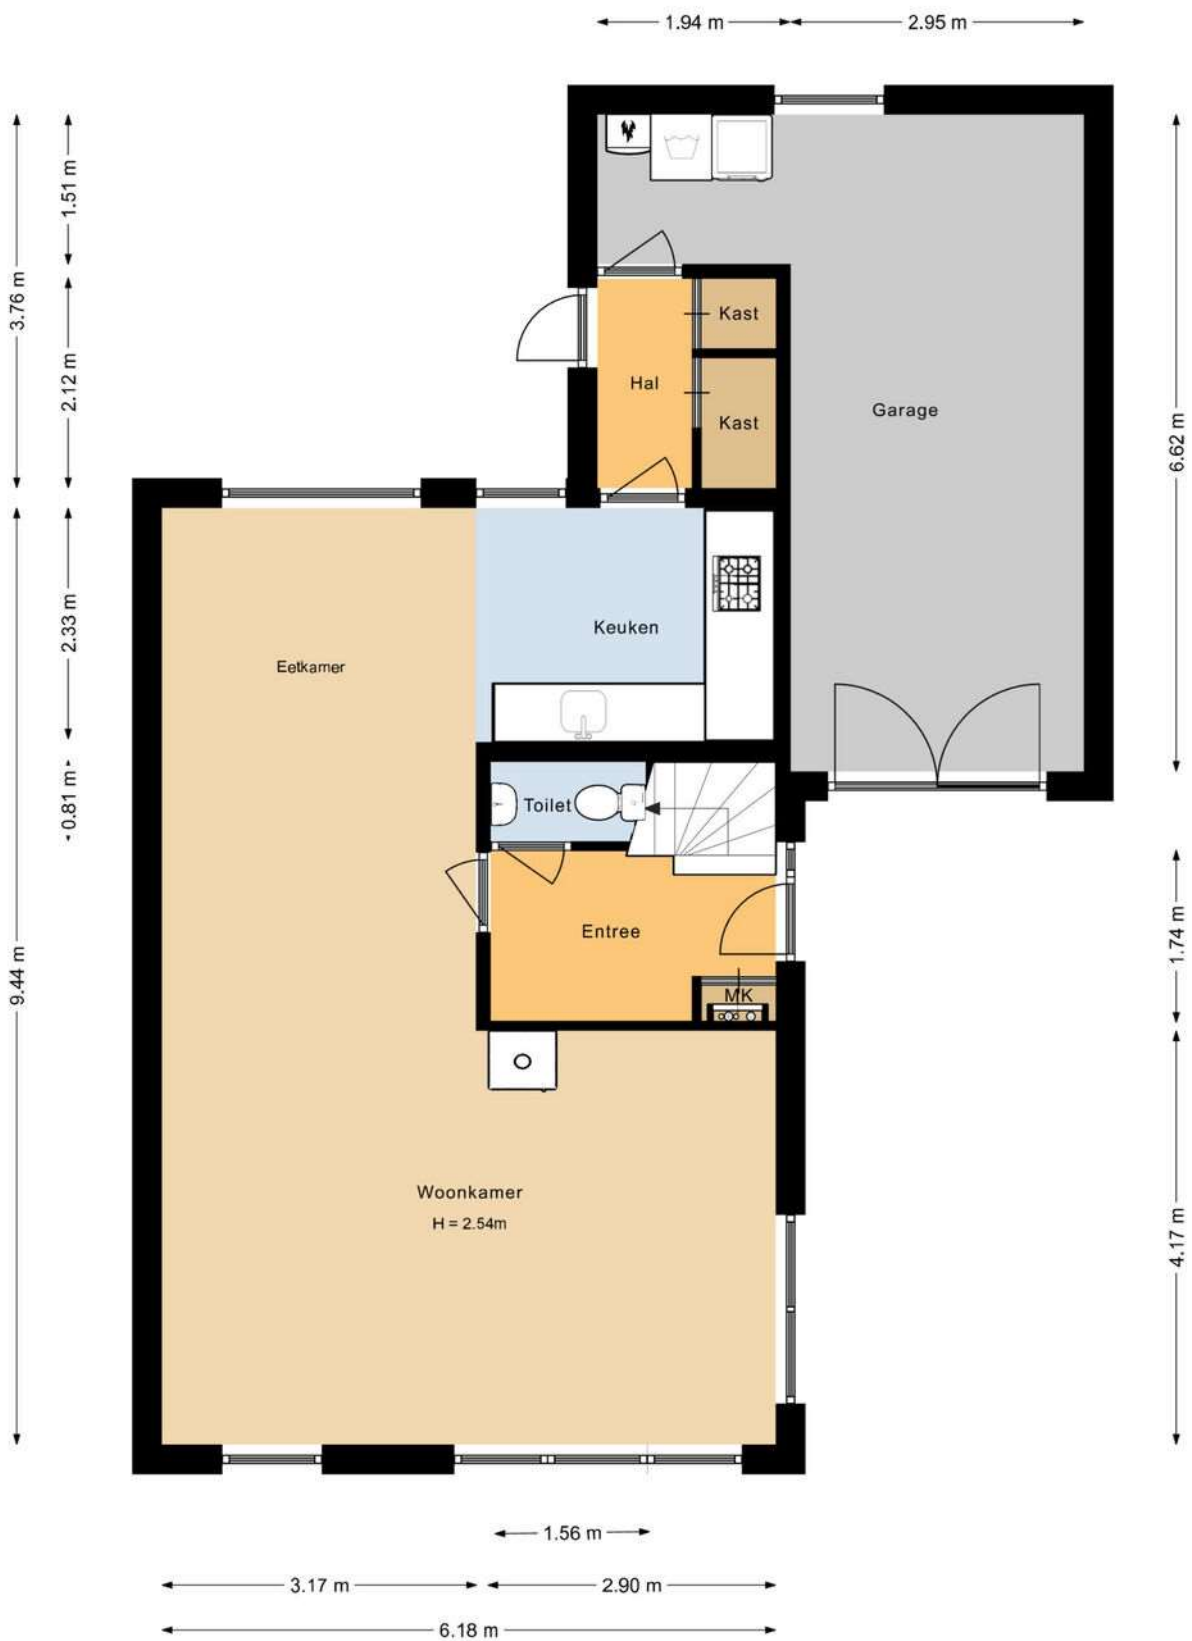 1.94 m
2.95 m
1.51 m
3.76 m
2.12 m
Kast
Hal
Kast
Garage
6.62 m
2.33 m
Keuken
Eetkamer
0.81 m
Toilet
Entree
1.74 m
9.44 m
MK
Woonkamer
H = 2.54m
4.17 m
1.56 m
3.17 m
2.90 m
6.18 m